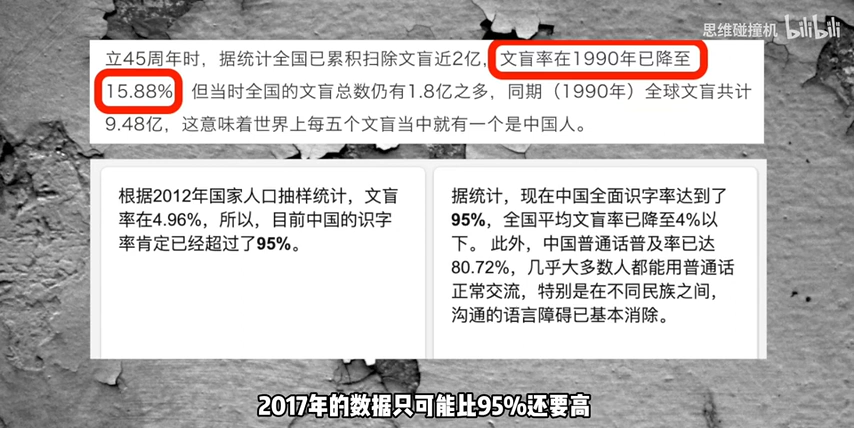 思维碰撞机 bilibili
立45周年时，据统计全国已累积扫除文盲近2亿，文盲率在1990年已降至
15.88%，但当时全国的文盲总数仍有1.8亿之多，同期（1990年）全球文盲共计
9.48亿，这意味着世界上每五个文盲当中就有一个是中国人。
根据2012年国家人口抽样统计，文盲
率在4.96%，所以，目前中国的识字
率肯定已经超过了95%。
据统计，现在中国全面识字率达到了
95%，全国平均文盲率已降至4%以
下。 此外，中国普通话普及率已达
80.72%，几乎大多数人都能用普通话
正常交流，特别是在不同民族之间，
沟通的语言障碍已基本消除。
2017年的数据只可能比95%还要高